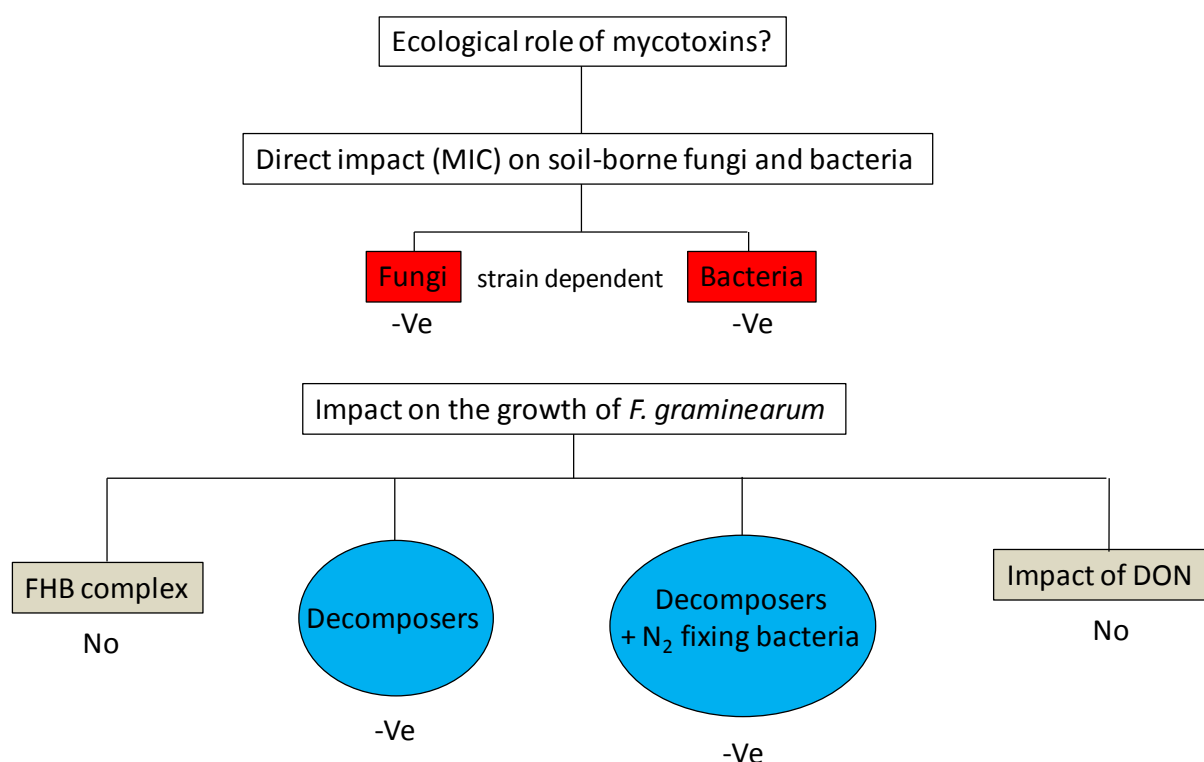 Ecological role of mycotoxins?
Direct impact (MIC) on soil-borne fungi and bacteria
Fungi strain dependent Bacteria
-Ve -Ve
Impact on the growth of F. graminearum
FHB complex
No
Decomposers
-Ve
Decomposers
+ N₂ fixing bacteria
-Ve
Impact of DON
No